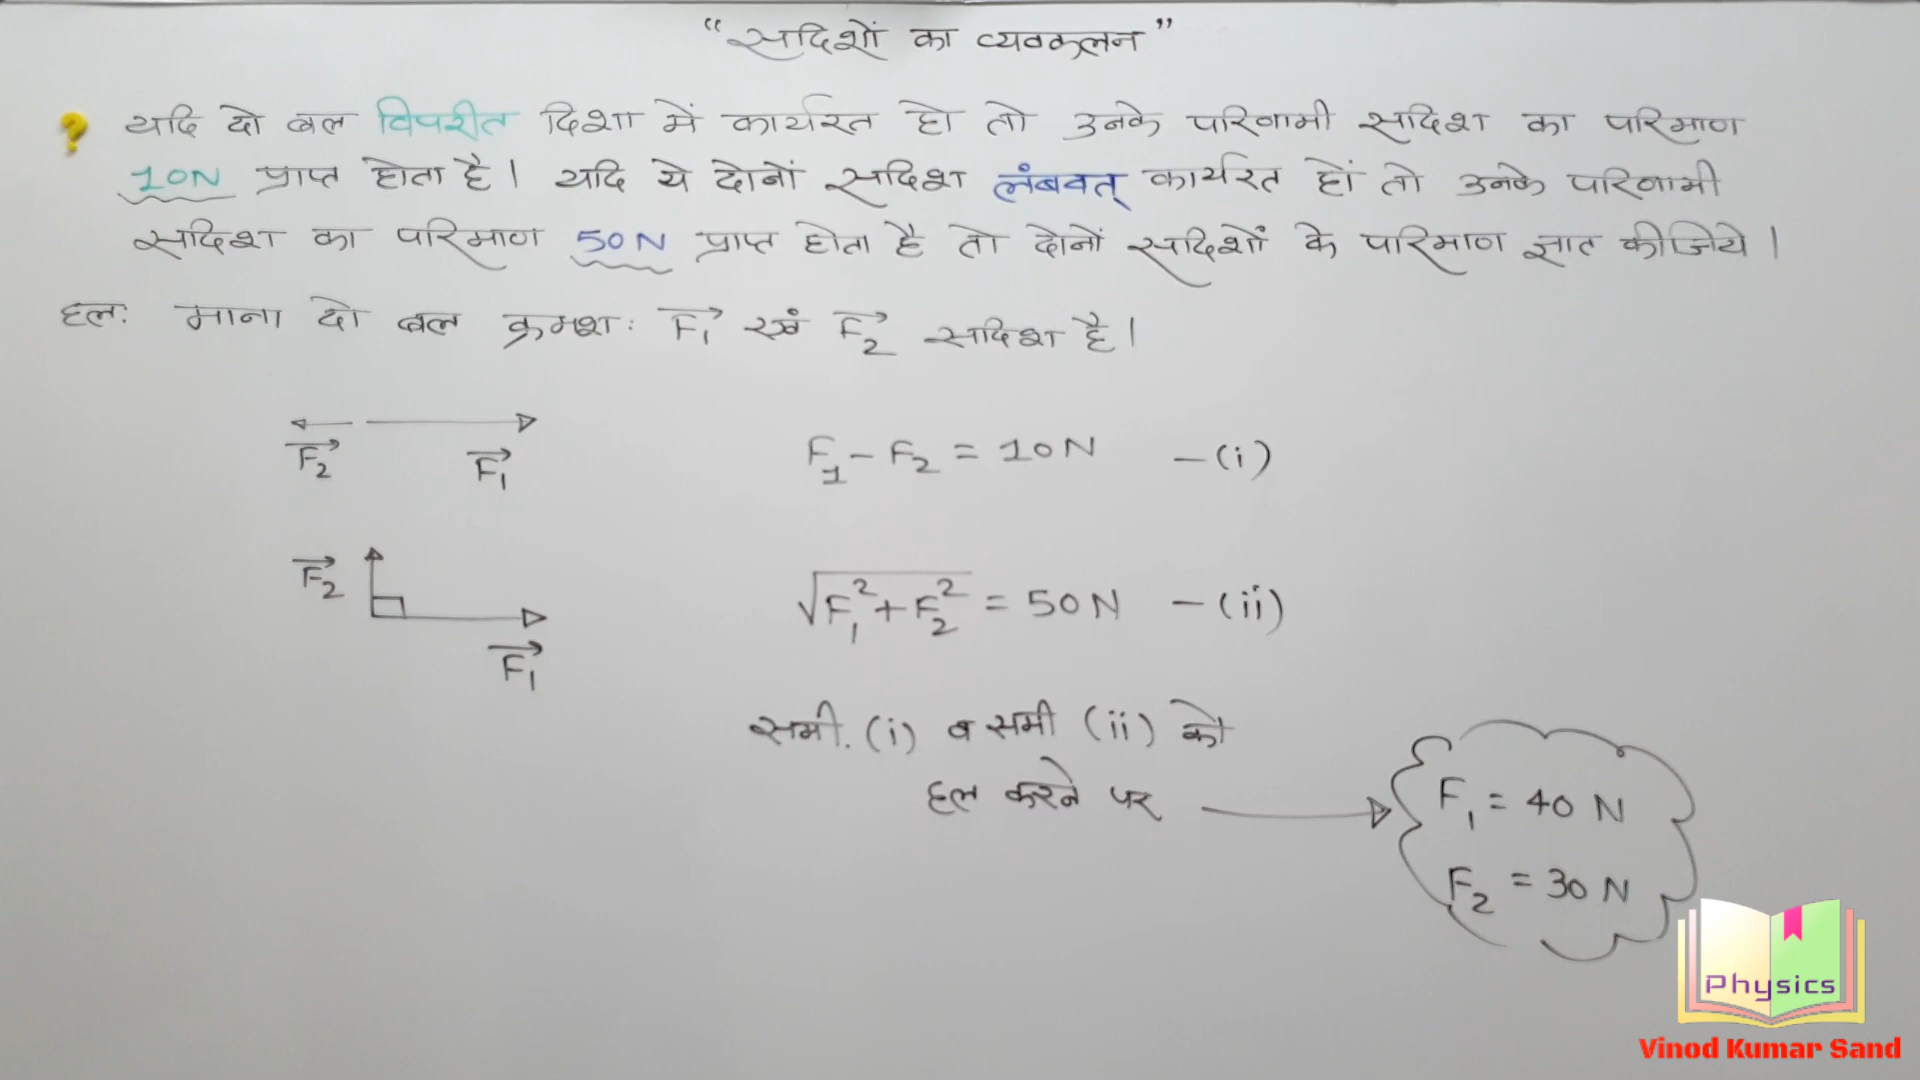 “सदिशों का व्यवकलन”
? यदि दो बल विपरीत दिशा में कार्यरत हो तो उनके परिणामी सदिश का परिमाण
10N प्राप्त होता है। यदि ये दोनों सदिश लंबवत् कार्यरत हों तो उनके परिणामी
सदिश का परिमाण 50N प्राप्त होता है तो दोनों सदिशों के परिमाण ज्ञात कीजिये।
हल: माना दो बल क्रमश: F₁⃗ एवं F₂⃗ सदिश है।
F₂⃗ F₁⃗ F₁ - F₂ = 10N -(i)
F₂⃗ √F₁²+F₂² = 50N -(ii)
F₁⃗
समी. (i) व समी (ii) को
हल करने पर
F₁ = 40 N
F₂ = 30 N
Physics
Vinod Kumar Sand